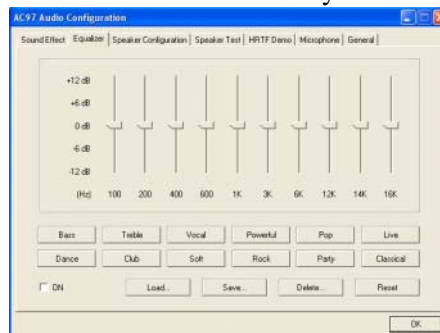 AC97 Audio Configuration
Sound Effect Equalizer Speaker Configuration Speaker Test HRTF Demo Microphone General
+12 dB
+6 dB
0 dB
-6 dB
-12 dB
(Hz) 100 200 400 600 1K 3K 6K 12K 14K 16K
Bass Treble Vocal Powerful Pop Live
Dance Club Soft Rock Party Classical
ON Load... Save... Delete... Reset
OK